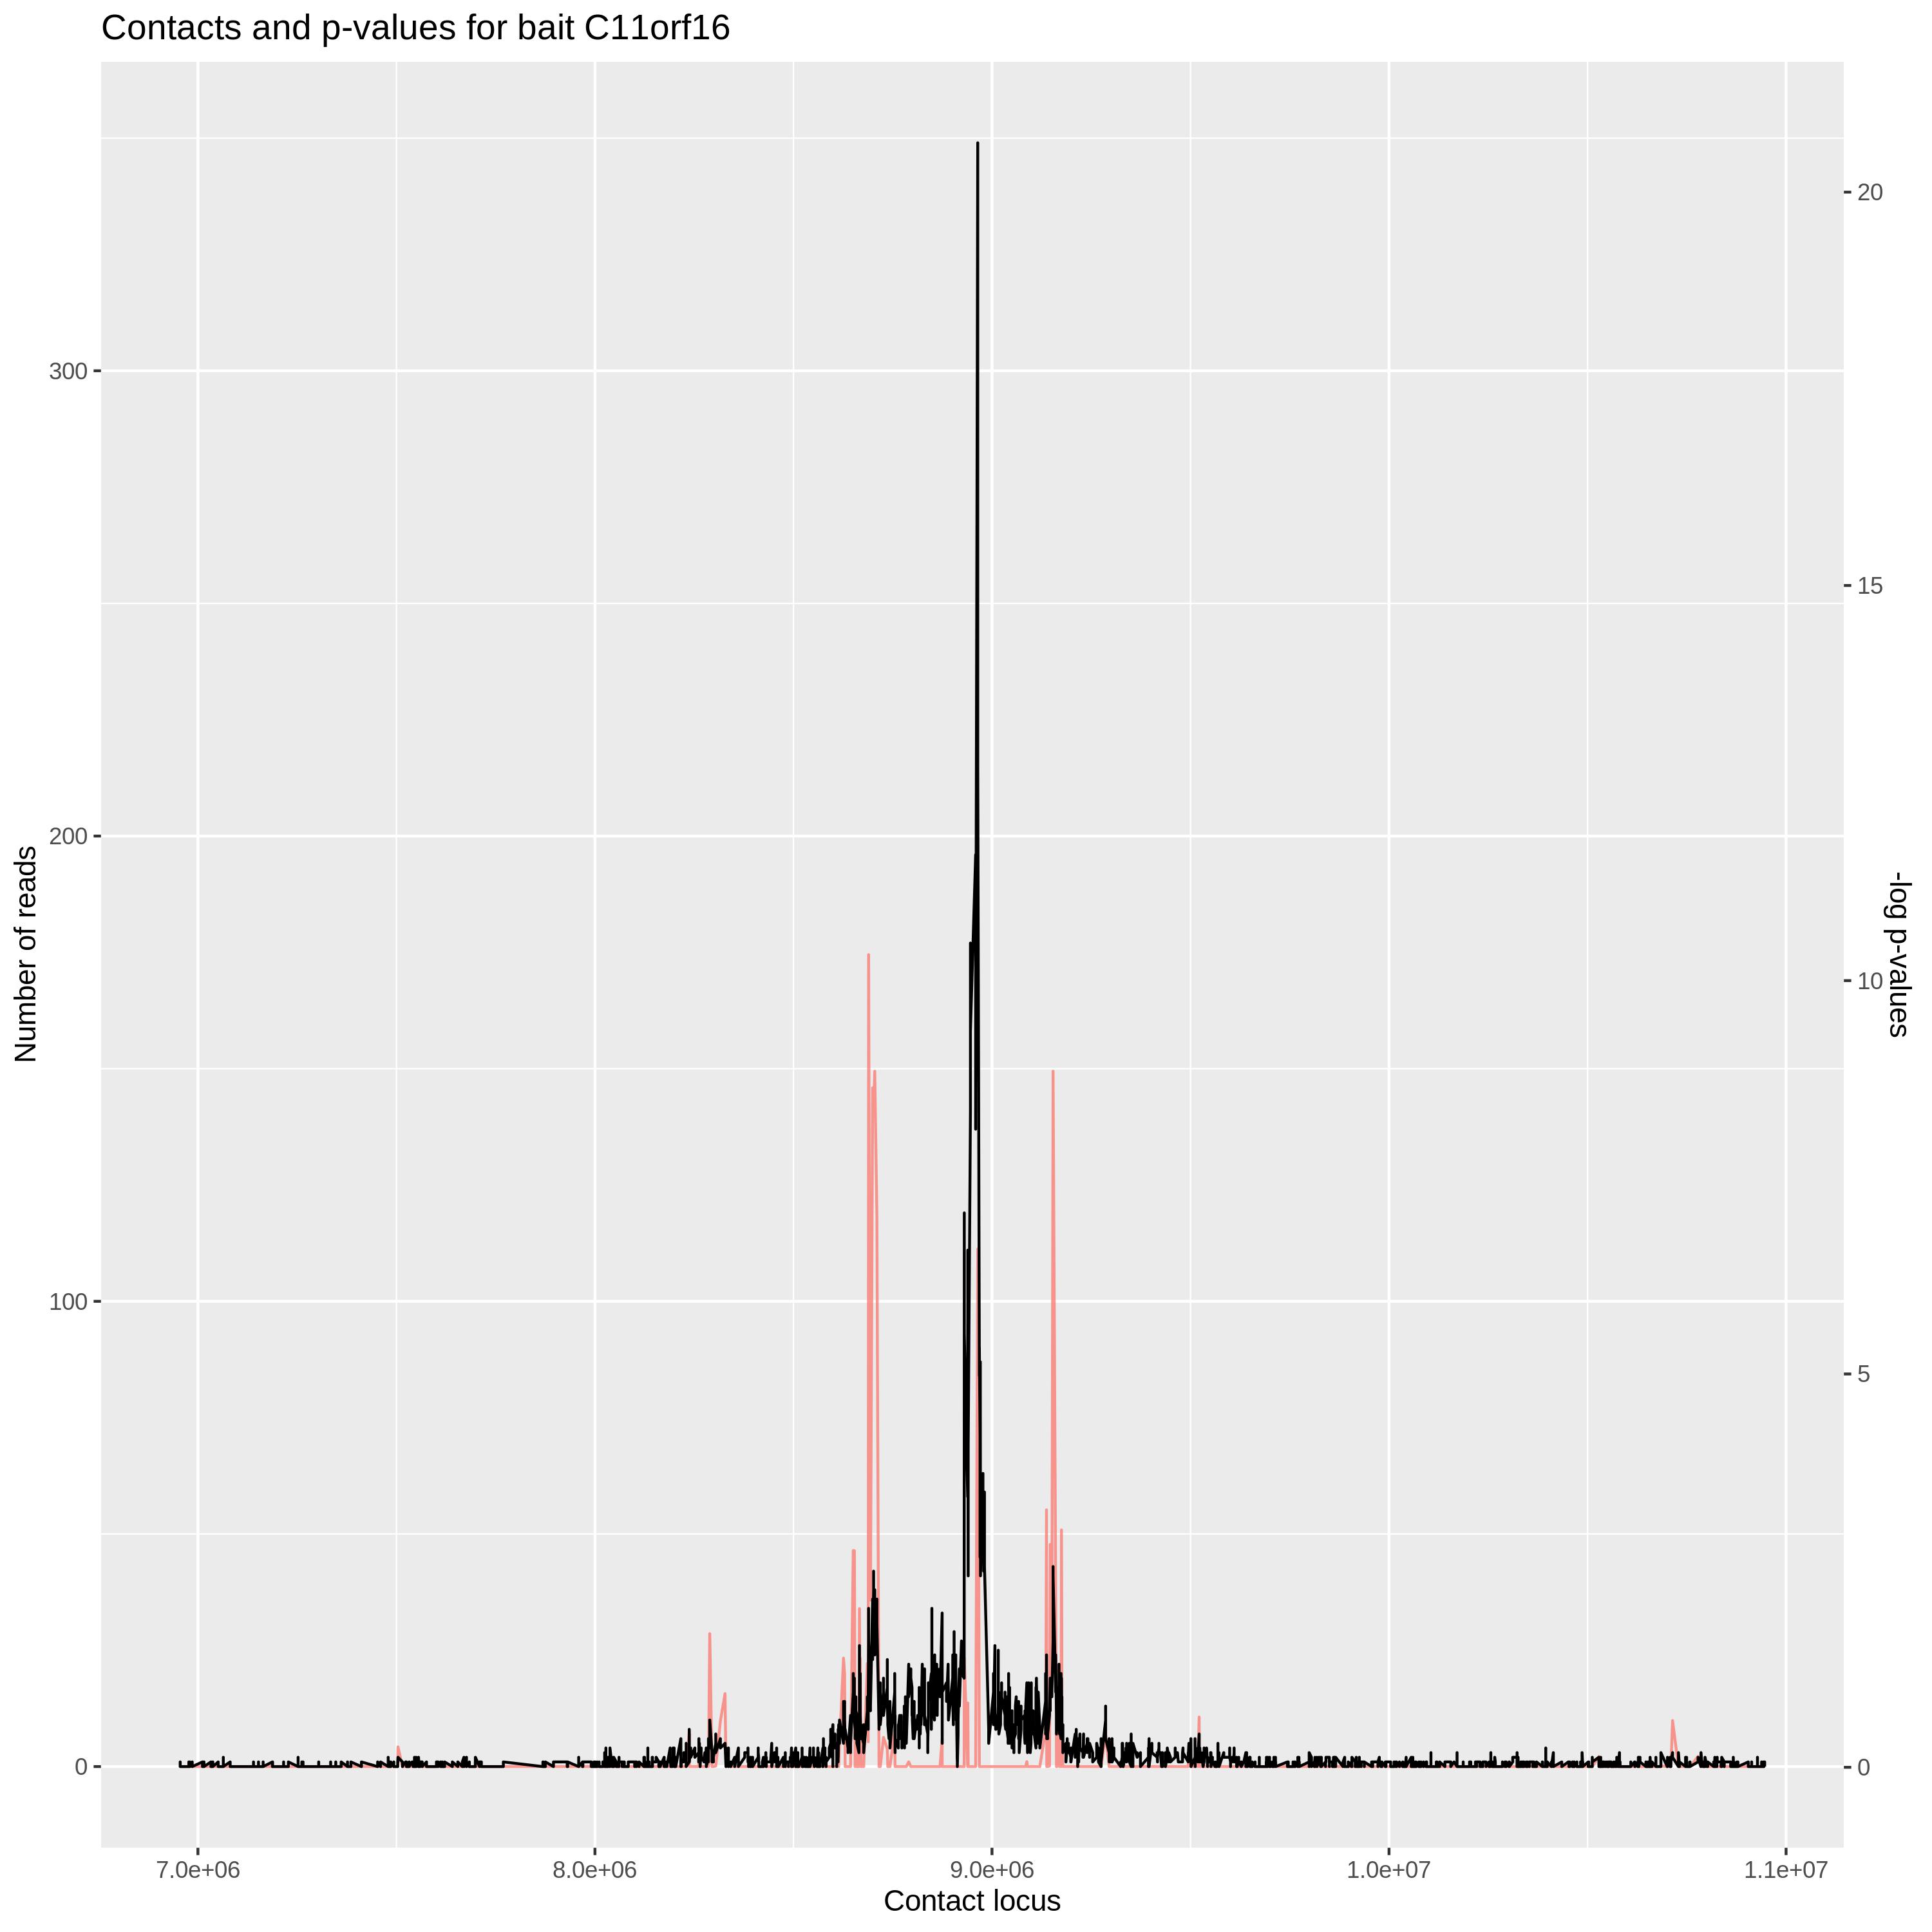 Contacts and p-values for bait C11orf16
Number of reads
300
200
100
0
20
15
10
5
0
-log p-values
7.0e+06
8.0e+06
9.0e+06
1.0e+07
1.1e+07
Contact locus